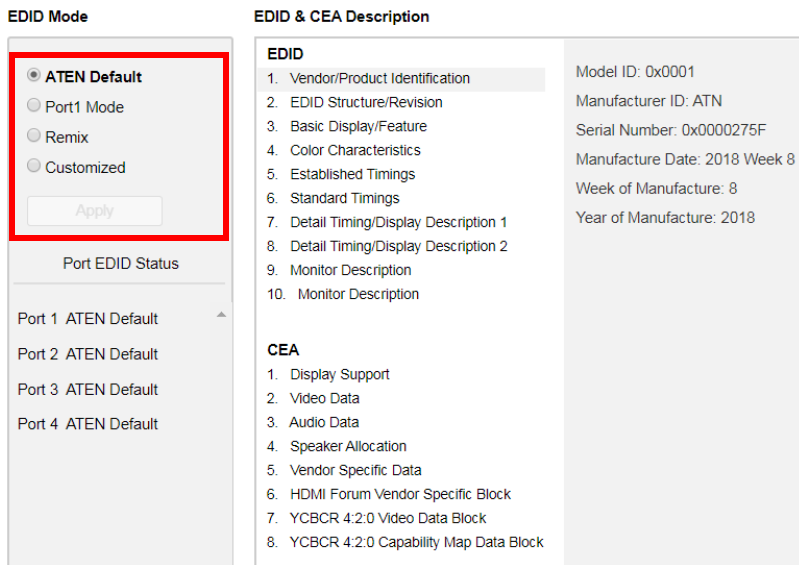 EDID Mode
ATEN Default
Port1 Mode
Remix
Customized
Apply
Port EDID Status
Port 1 ATEN Default
Port 2 ATEN Default
Port 3 ATEN Default
Port 4 ATEN Default
EDID & CEA Description
EDID
1. Vendor/Product Identification
2. EDID Structure/Revision
3. Basic Display/Feature
4. Color Characteristics
5. Established Timings
6. Standard Timings
7. Detail Timing/Display Description 1
8. Detail Timing/Display Description 2
9. Monitor Description
10. Monitor Description
CEA
1. Display Support
2. Video Data
3. Audio Data
4. Speaker Allocation
5. Vendor Specific Data
6. HDMI Forum Vendor Specific Block
7. YCBCR 4:2:0 Video Data Block
8. YCBCR 4:2:0 Capability Map Data Block
Model ID: 0x0001
Manufacturer ID: ATN
Serial Number: 0x0000275F
Manufacture Date: 2018 Week 8
Week of Manufacture: 8
Year of Manufacture: 2018